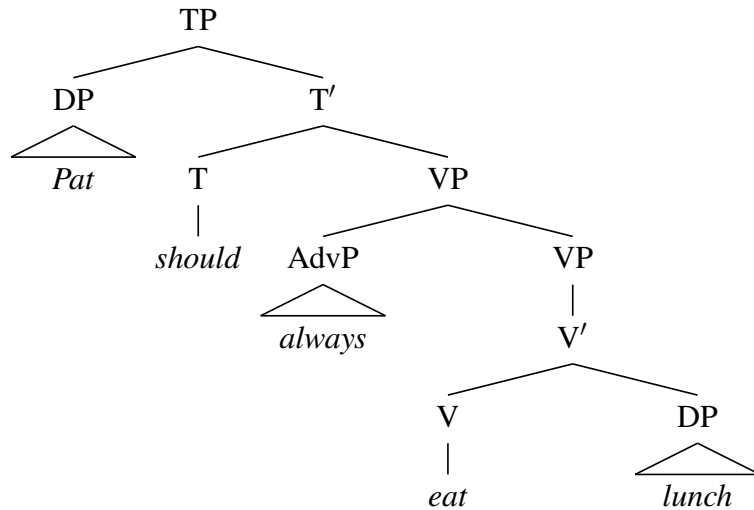 TP
DP T′
Pat T VP
should AdvP VP
always V′
V DP
eat lunch